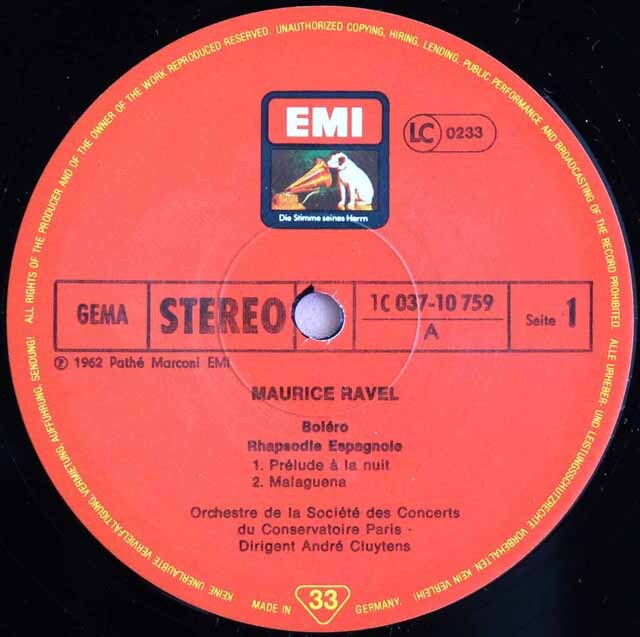 ALL RIGHTS OF THE PRODUCER AND OF THE OWNER OF THE WORK REPRODUCED RESERVED. UNAUTHORIZED COPYING, HIRING, LENDING, PUBLIC PERFORMANCE AND BROADCASTING OF THE RECORD PROHIBITED.
ALLE URHEBER- UND LEISTUNGSSCHUTZRECHTE VORBEHALTEN. KEIN VERLEIH! KEINE UNERLAUBTE VERVIELFÄLTIGUNG, VERMIETUNG, AUFFÜHRUNG, SENDUNG!
EMI
LC 0233
Die Stimme seines Herrn
GEMA
STEREO
1C 037-10 759
A
Seite 1
℗ 1962 Pathé Marconi EMI
MAURICE RAVEL
Boléro
Rhapsodie Espagnole
1. Prélude à la nuit
2. Malaguena
Orchestre de la Société des Concerts
du Conservatoire Paris ·
Dirigent André Cluytens
MADE IN 33 GERMANY.